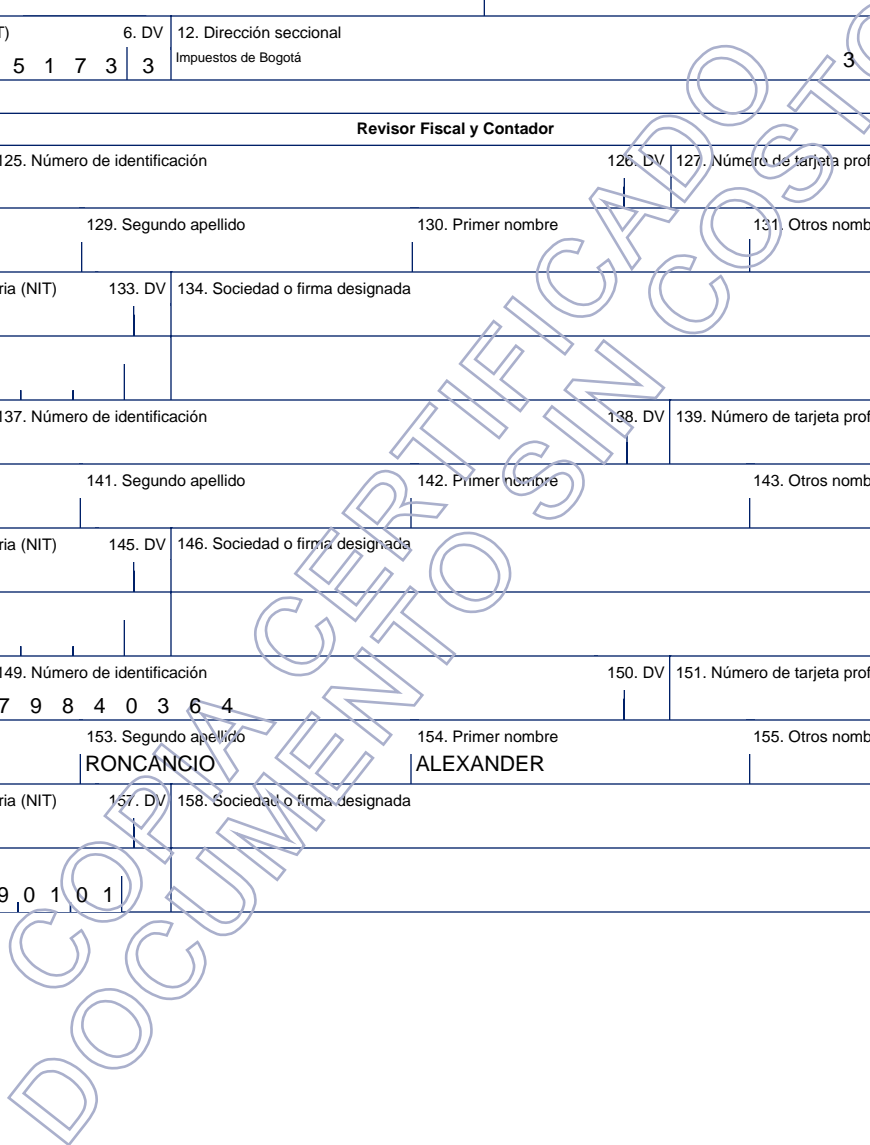 T) 6. DV 12. Dirección seccional
5 1 7 3 3 Impuestos de Bogotá 3
Revisor Fiscal y Contador
125. Número de identificación 126. DV 127. Número de tarjeta prof
129. Segundo apellido 130. Primer nombre 131. Otros nomb
ria (NIT) 133. DV 134. Sociedad o firma designada
137. Número de identificación 138. DV 139. Número de tarjeta prof
141. Segundo apellido 142. Primer nombre 143. Otros nomb
ria (NIT) 145. DV 146. Sociedad o firma designada
149. Número de identificación 150. DV 151. Número de tarjeta prof
7 9 8 4 0 3 6 4
153. Segundo apellido 154. Primer nombre 155. Otros nomb
RONCANCIO ALEXANDER
ria (NIT) 157. DV 158. Sociedad o firma designada
9 0 1 0 1
COPIA CERTIFICADO
DOCUMENTO SIN COSTO